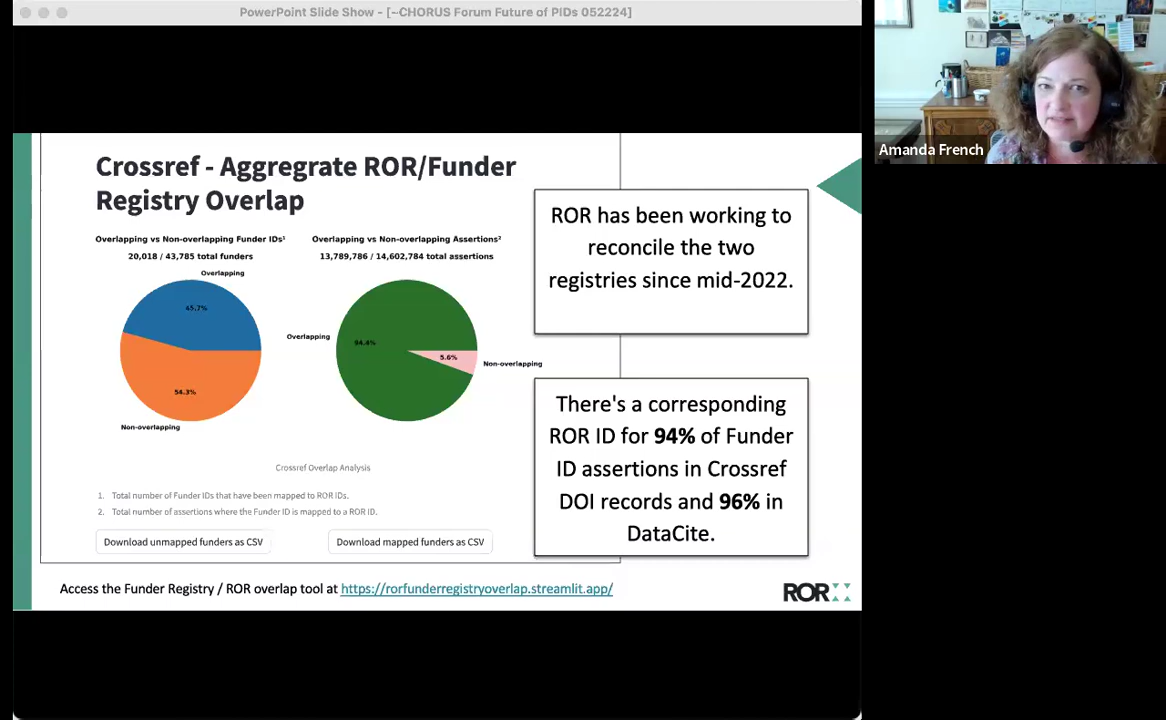 PowerPoint Slide Show - [~CHORUS Forum Future of PIDs 052224]
Amanda French
Crossref - Aggregrate ROR/Funder
Registry Overlap
Overlapping vs Non-overlapping Funder IDs¹
20,018 / 43,785 total funders
Overlapping
45.7%
54.3%
Non-overlapping
Overlapping vs Non-overlapping Assertions²
13,789,786 / 14,602,784 total assertions
Overlapping
94.4%
5.6%
Non-overlapping
Crossref Overlap Analysis
1. Total number of Funder IDs that have been mapped to ROR IDs.
2. Total number of assertions where the Funder ID is mapped to a ROR ID.
Download unmapped funders as CSV
Download mapped funders as CSV
ROR has been working to
reconcile the two
registries since mid-2022.
There's a corresponding
ROR ID for 94% of Funder
ID assertions in Crossref
DOI records and 96% in
DataCite.
Access the Funder Registry / ROR overlap tool at https://rorfunderregistryoverlap.streamlit.app/
ROR